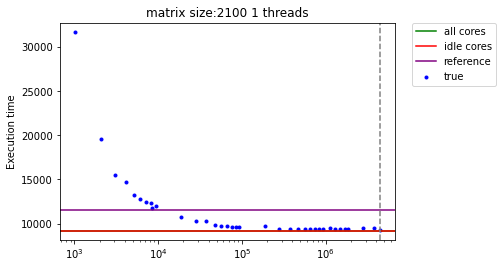 matrix size:2100 1 threads
Execution time
30000
25000
20000
15000
10000
10³
10⁴
10⁵
10⁶
all cores
idle cores
reference
true